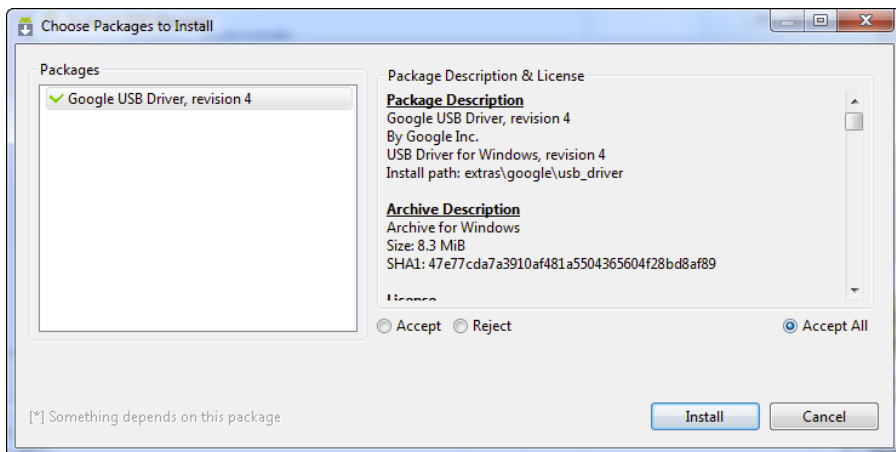 Choose Packages to Install
Packages
Google USB Driver, revision 4
Package Description & License
Package Description
Google USB Driver, revision 4
By Google Inc.
USB Driver for Windows, revision 4
Install path: extras\google\usb_driver
Archive Description
Archive for Windows
Size: 8.3 MiB
SHA1: 47e77cda7a3910af481a5504365604f28bd8af89
License
Accept
Reject
Accept All
[*] Something depends on this package
Install
Cancel